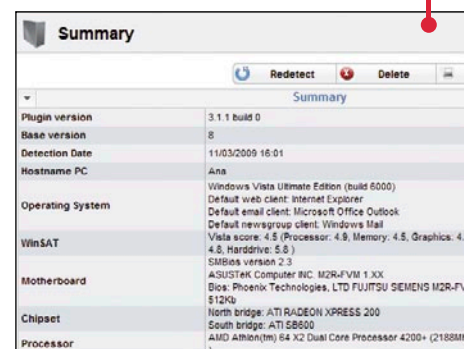 Summary
Redetect Delete
Summary
Plugin version 3.1.1 build 0
Base version 8
Detection Date 11/03/2009 16:01
Hostname PC Ana
Operating System
Windows Vista Ultimate Edition (build 6000)
Default web client: Internet Explorer
Default email client: Microsoft Office Outlook
Default newsgroup client: Windows Mail
WinSAT
Vista score: 4.5 (Processor: 4.9, Memory: 4.5, Graphics: 4.
4.8, Harddrive: 5.8 )
Motherboard
SMBios version 2.3
ASUSTeK Computer INC. M2R-FVM 1.XX
Bios: Phoenix Technologies, LTD FUJITSU SIEMENS M2R-FV
512Kb
Chipset
North bridge: ATI RADEON XPRESS 200
South bridge: ATI SB600
Processor
AMD Athlon(tm) 64 X2 Dual Core Processor 4200+ (2188M